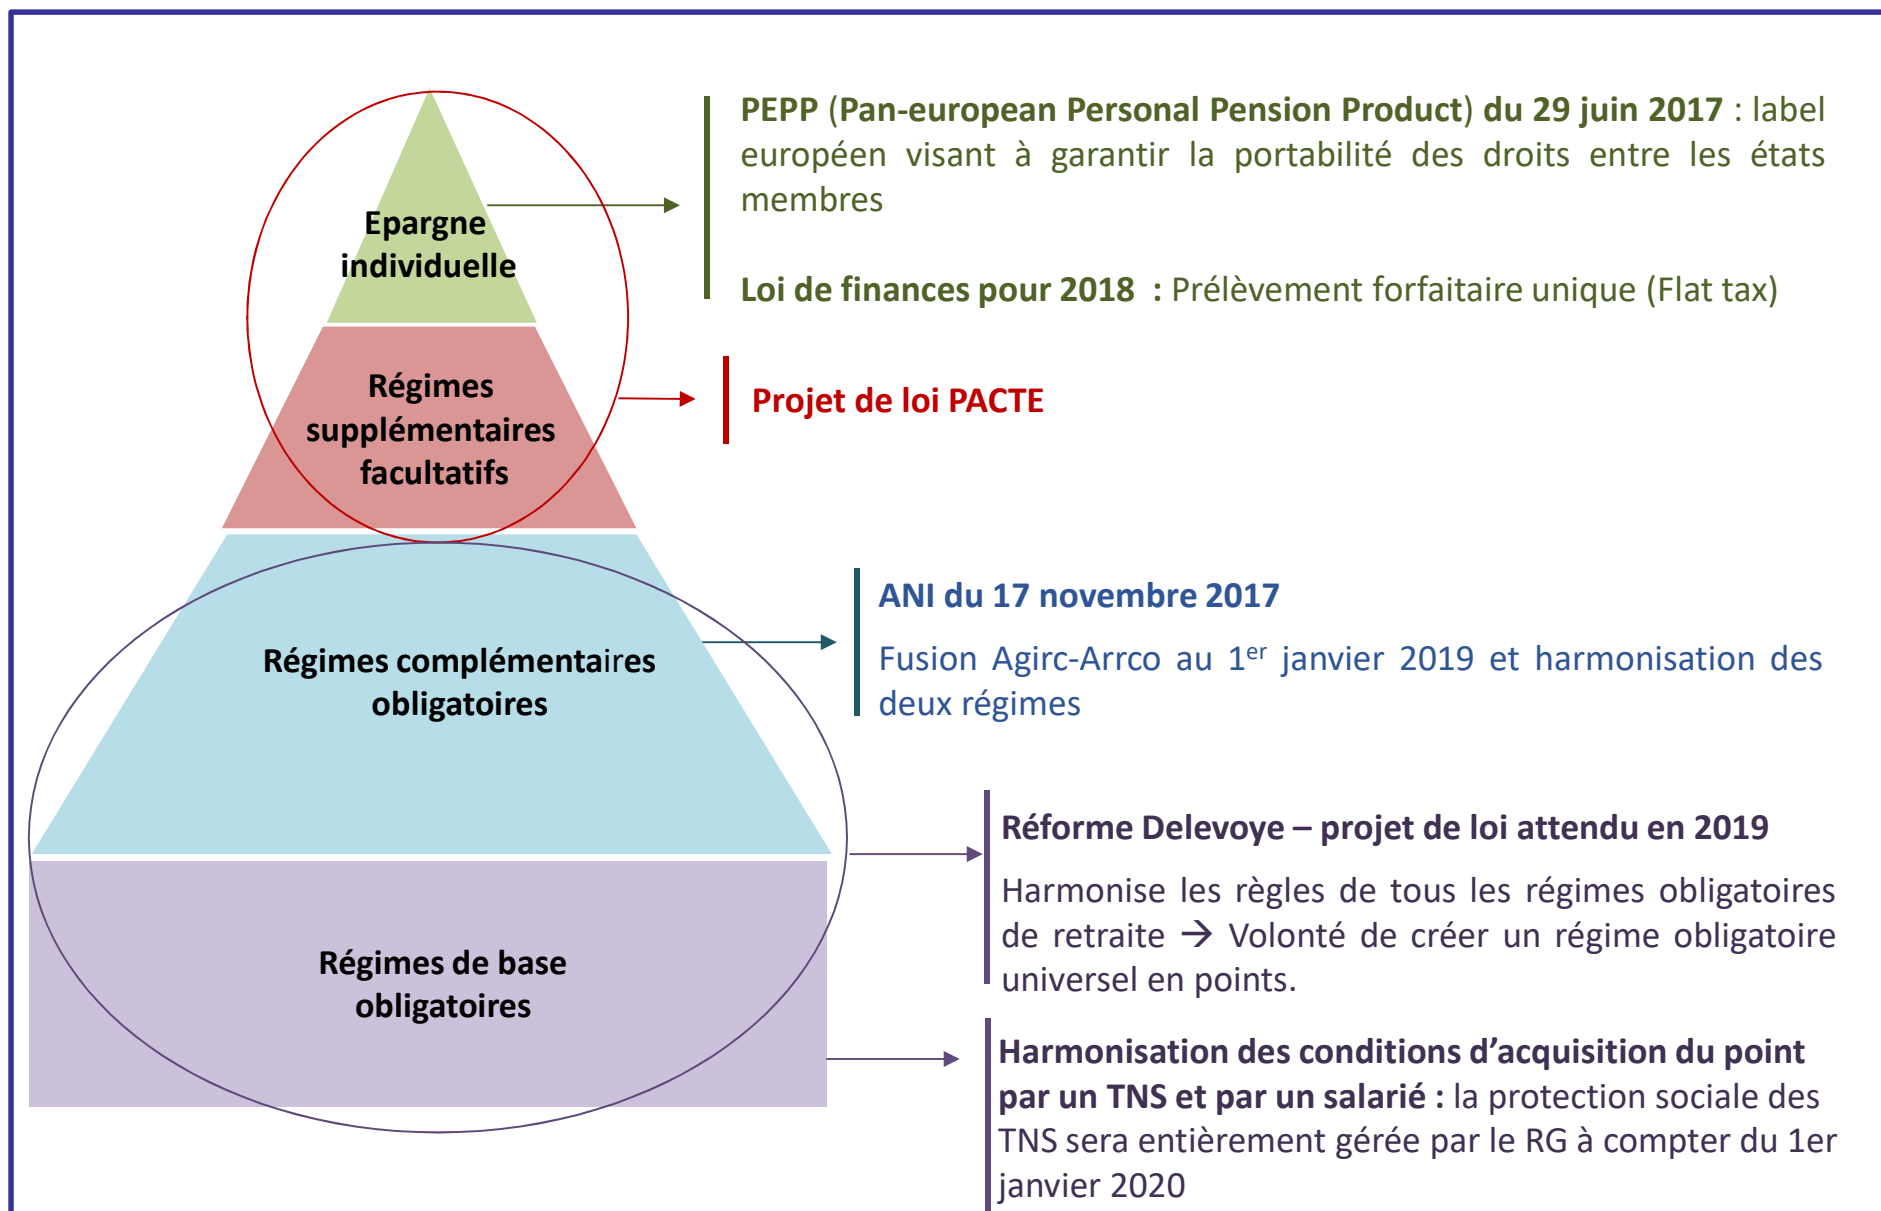 PEPP (Pan-european Personal Pension Product) du 29 juin 2017 : label
européen visant à garantir la portabilité des droits entre les états
membres
Epargne
individuelle
Loi de finances pour 2018 : Prélèvement forfaitaire unique (Flat tax)
Régimes
supplémentaires
facultatifs
Projet de loi PACTE
ANI du 17 novembre 2017
Fusion Agirc-Arrco au 1er janvier 2019 et harmonisation des
deux régimes
Régimes complémentaires
obligatoires
Réforme Delevoye – projet de loi attendu en 2019
Harmonise les règles de tous les régimes obligatoires
de retraite → Volonté de créer un régime obligatoire
universel en points.
Régimes de base
obligatoires
Harmonisation des conditions d’acquisition du point
par un TNS et par un salarié : la protection sociale des
TNS sera entièrement gérée par le RG à compter du 1er
janvier 2020